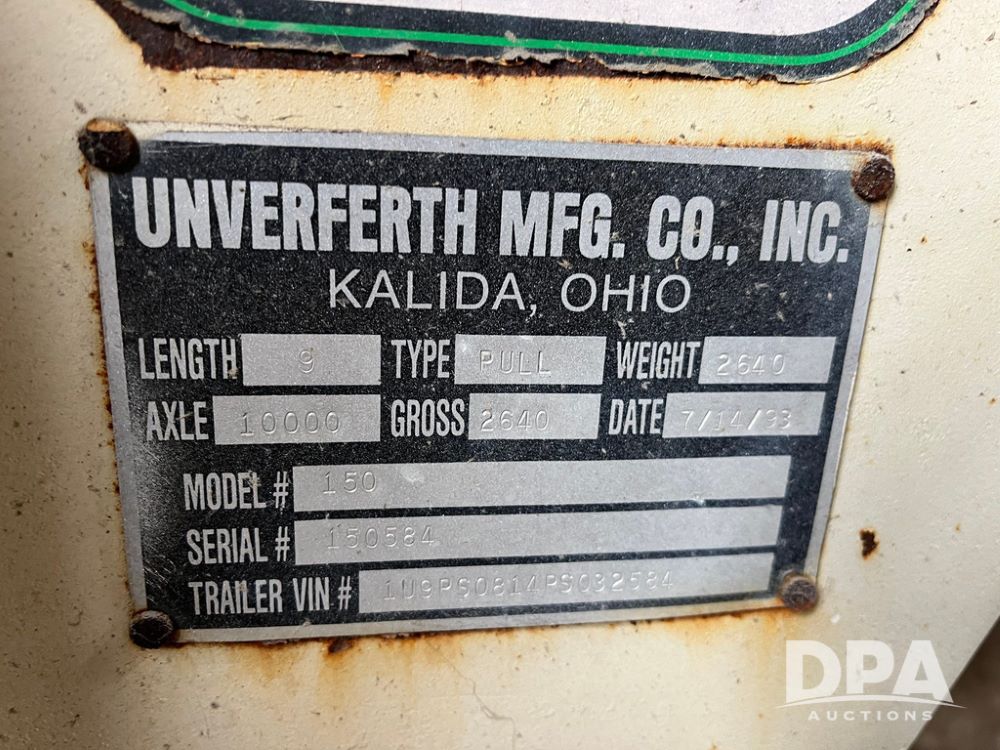 UNVERFERTH MFG. CO., INC.
KALIDA, OHIO
LENGTH 9 TYPE PULL WEIGHT 2640
AXLE 10000 GROSS 2640 DATE 7/14/93
MODEL # 150
SERIAL # 150584
TRAILER VIN # 1U9PS0814PS032584
DPA
AUCTIONS